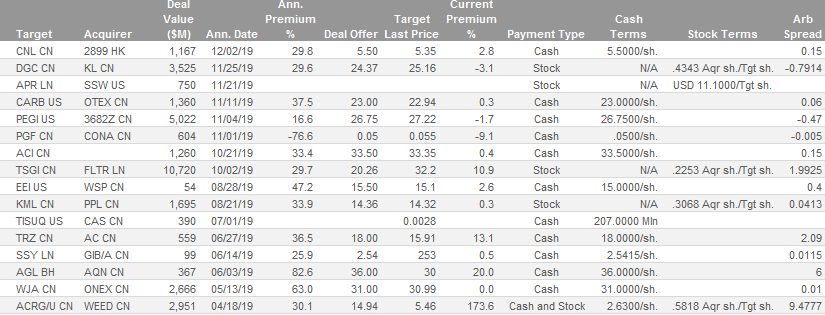 Target Acquirer Deal Value ($M) Ann. Date Ann. Premium % Deal Offer Target Last Price Current Premium % Payment Type Cash Terms Stock Terms Arb Spread
CNL CN 2899 HK 1,167 12/02/19 29.8 5.50 5.35 2.8 Cash 5.5000/sh. 0.15
DGC CN KL CN 3,525 11/25/19 29.6 24.37 25.16 -3.1 Stock N/A .4343 Aqr sh./Tgt sh. -0.7914
APR LN SSW US 750 11/21/19 Stock N/A USD 11.1000/Tgt sh.
CARB US OTEX CN 1,360 11/11/19 37.5 23.00 22.94 0.3 Cash 23.0000/sh. 0.06
PEGI US 3682Z CN 5,022 11/04/19 16.6 26.75 27.22 -1.7 Cash 26.7500/sh. -0.47
PGF CN CONA CN 604 11/01/19 -76.6 0.05 0.055 -9.1 Cash .0500/sh. -0.005
ACI CN 1,260 10/21/19 33.4 33.50 33.35 0.4 Cash 33.5000/sh. 0.15
TSGI CN FLTR LN 10,720 10/02/19 29.7 20.26 32.2 10.9 Stock N/A .2253 Aqr sh./Tgt sh. 1.9925
EEI US WSP CN 54 08/28/19 47.2 15.50 15.1 2.6 Cash 15.0000/sh. 0.4
KML CN PPL CN 1,695 08/21/19 33.9 14.36 14.32 0.3 Stock N/A .3068 Aqr sh./Tgt sh. 0.0413
TISUQ US CAS CN 390 07/01/19 0.0028 Cash 207.0000 Mln
TRZ CN AC CN 559 06/27/19 36.5 18.00 15.91 13.1 Cash 18.0000/sh. 2.09
SSY LN GIB/A CN 99 06/14/19 25.9 2.54 253 0.5 Cash 2.5415/sh. 0.0115
AGL BH AQN CN 367 06/03/19 82.6 36.00 30 20.0 Cash 36.0000/sh. 6
WJA CN ONEX CN 2,666 05/13/19 63.0 31.00 30.99 0.0 Cash 31.0000/sh. 0.01
ACRG/U CN WEED CN 2,951 04/18/19 30.1 14.94 5.46 173.6 Cash and Stock 2.6300/sh. .5818 Aqr sh./Tgt sh. 9.4777